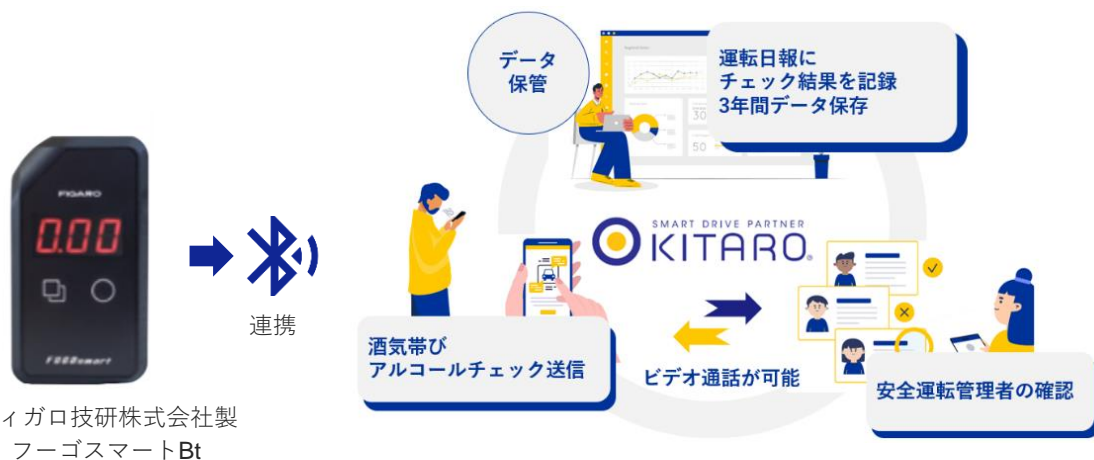 データ
保管
運転日報に
チェック結果を記録
3年間データ保存
30
50
FIGARO
0.00
SMART DRIVE PARTNER
KITARO®
連携
酒気帯び
アルコールチェック送信
ビデオ通話が可能
安全運転管理者の確認
FUGOsmart
ィガロ技研株式会社製
フーゴスマートBt